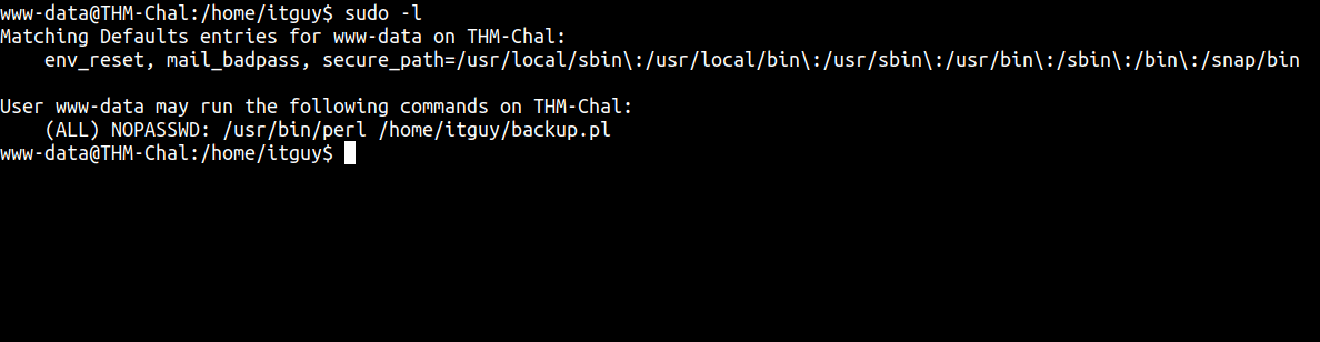 www-data@THM-Chal:/home/itguy$ sudo -l
Matching Defaults entries for www-data on THM-Chal:
    env_reset, mail_badpass, secure_path=/usr/local/sbin\:/usr/local/bin\:/usr/sbin\:/usr/bin\:/sbin\:/bin\:/snap/bin

User www-data may run the following commands on THM-Chal:
    (ALL) NOPASSWD: /usr/bin/perl /home/itguy/backup.pl
www-data@THM-Chal:/home/itguy$